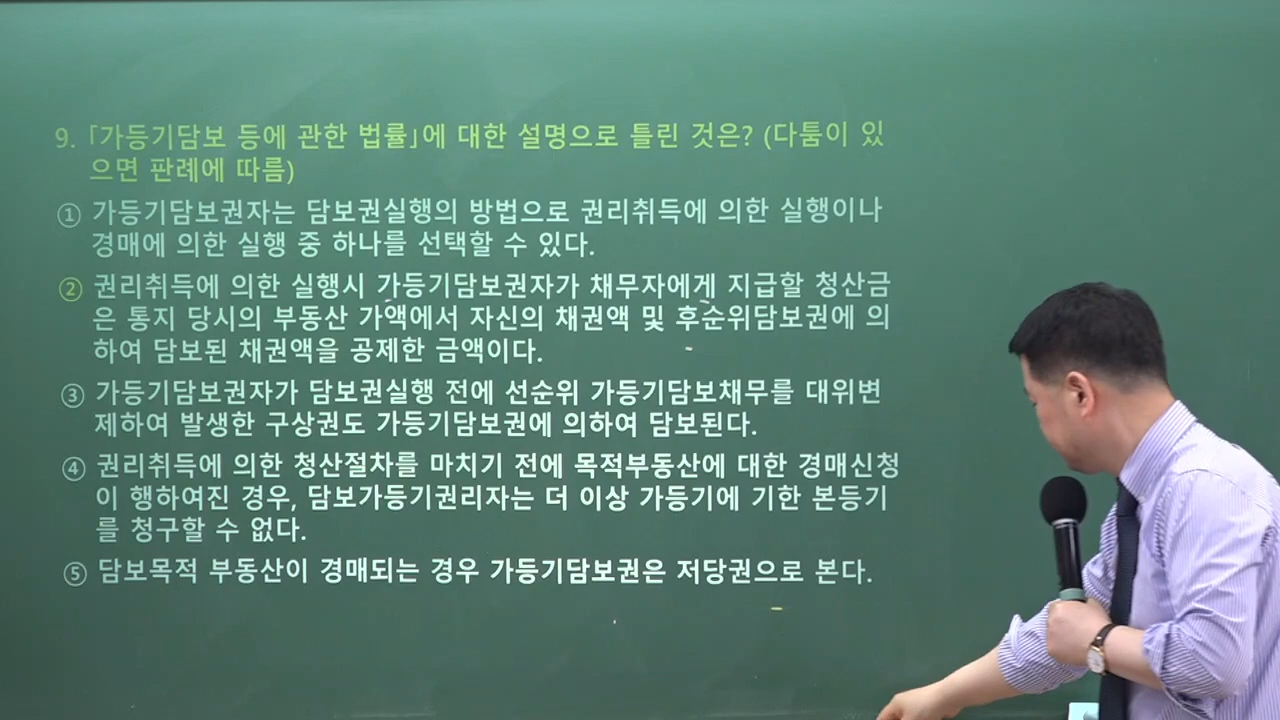 9. 「가등기담보 등에 관한 법률」에 대한 설명으로 틀린 것은? (다툼이 있
으면 판례에 따름)
① 가등기담보권자는 담보권실행의 방법으로 권리취득에 의한 실행이나
경매에 의한 실행 중 하나를 선택할 수 있다.
② 권리취득에 의한 실행시 가등기담보권자가 채무자에게 지급할 청산금
은 통지 당시의 부동산 가액에서 자신의 채권액 및 후순위담보권에 의
하여 담보된 채권액을 공제한 금액이다.
③ 가등기담보권자가 담보권실행 전에 선순위 가등기담보채무를 대위변
제하여 발생한 구상권도 가등기담보권에 의하여 담보된다.
④ 권리취득에 의한 청산절차를 마치기 전에 목적부동산에 대한 경매신청
이 행하여진 경우, 담보가등기권리자는 더 이상 가등기에 기한 본등기
를 청구할 수 없다.
⑤ 담보목적 부동산이 경매되는 경우 가등기담보권은 저당권으로 본다.